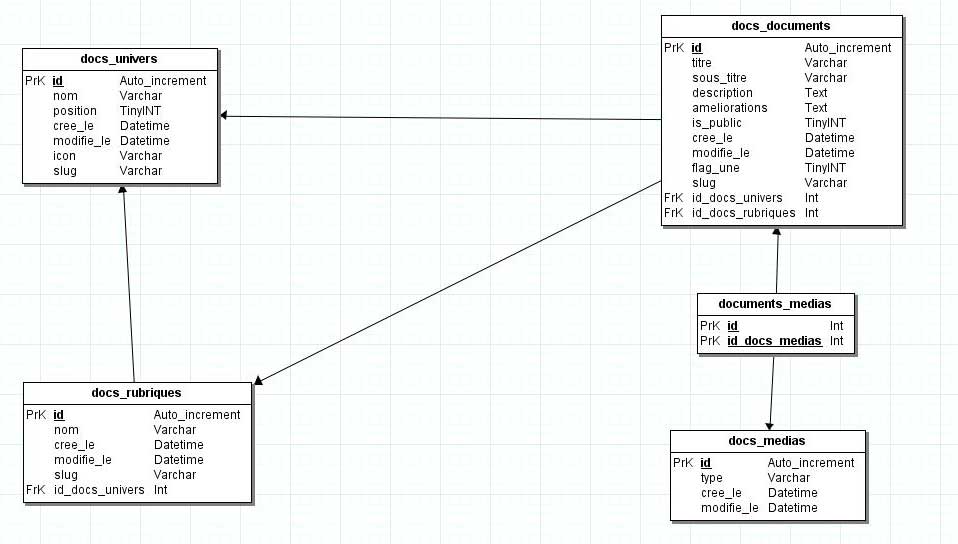 docs_univers
PrK id Auto_increment
nom Varchar
position TinyINT
cree_le Datetime
modifie_le Datetime
icon Varchar
slug Varchar
docs_documents
PrK id Auto_increment
titre Varchar
sous_titre Varchar
description Text
ameliorations Text
is_public TinyINT
cree_le Datetime
modifie_le Datetime
flag_une TinyINT
slug Varchar
FrK id_docs_univers Int
FrK id_docs_rubriques Int
documents_medias
PrK id Int
PrK id_docs_medias Int
docs_rubriques
PrK id Auto_increment
nom Varchar
cree_le Datetime
modifie_le Datetime
slug Varchar
FrK id_docs_univers Int
docs_medias
PrK id Auto_increment
type Varchar
cree_le Datetime
modifie_le Datetime